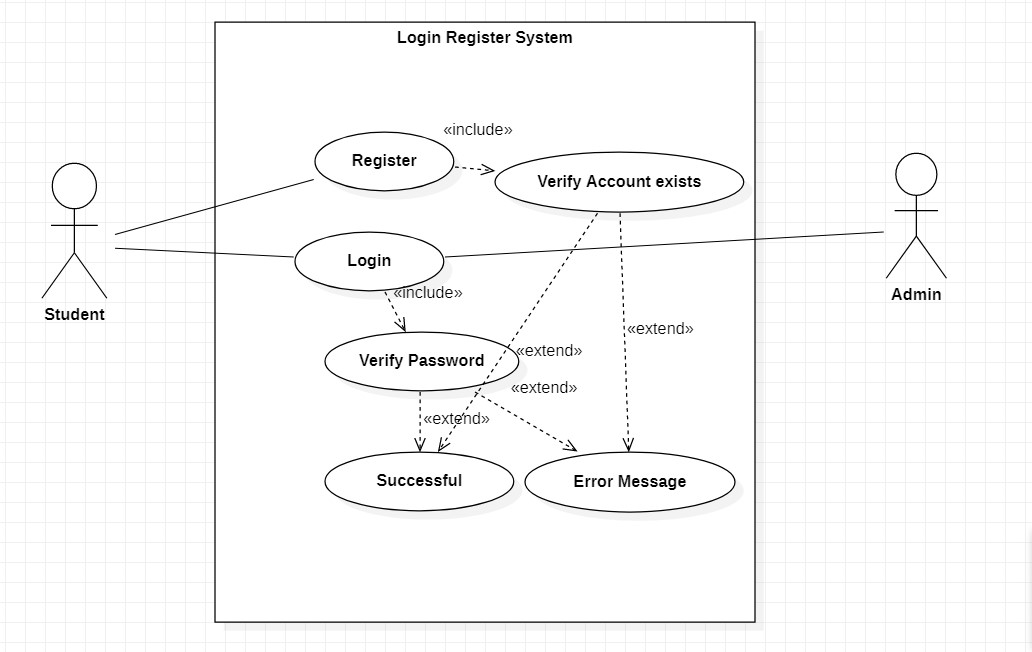 Login Register System
«include»
Register
Verify Account exists
Login
«include»
Student
Admin
«extend»
Verify Password
«extend»
«extend»
«extend»
Successful
Error Message